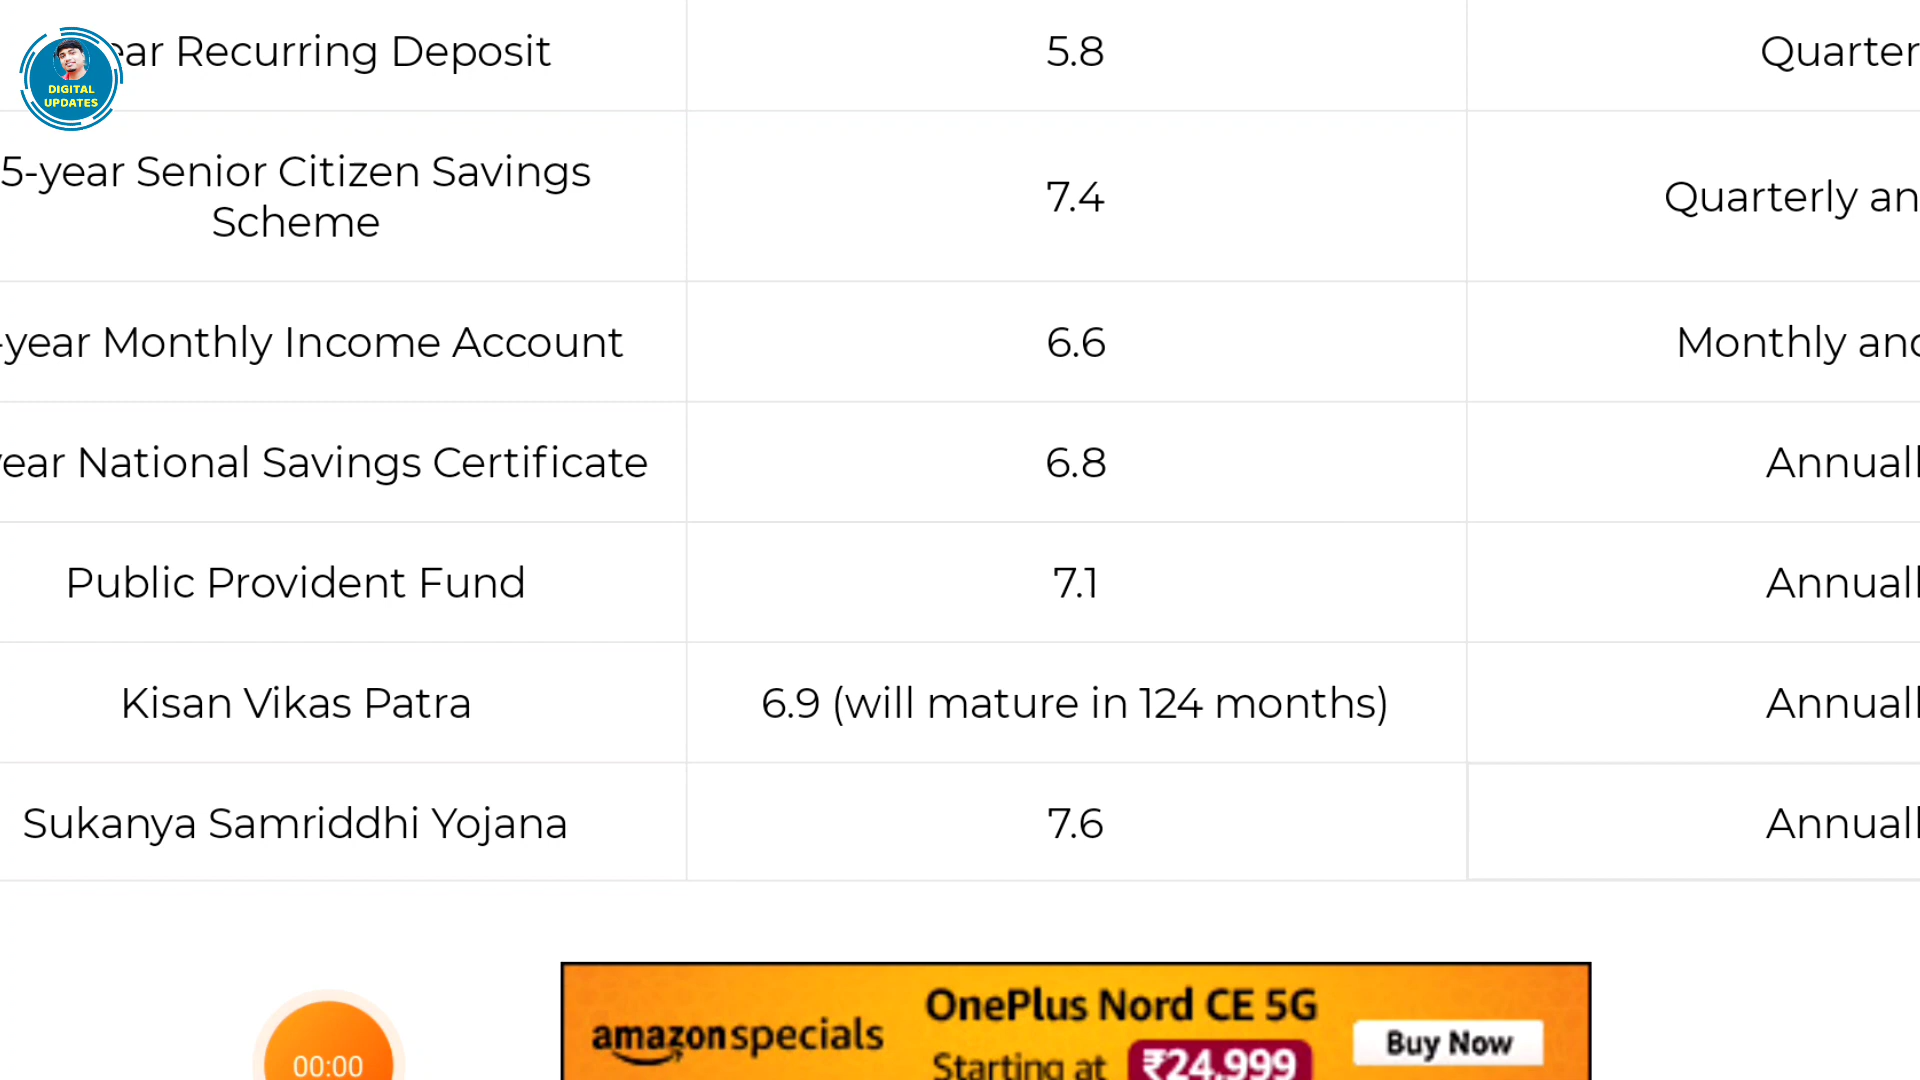 ear Recurring Deposit 5.8 Quarter
DIGITAL
UPDATES
5-year Senior Citizen Savings
Scheme
7.4 Quarterly an
-year Monthly Income Account 6.6 Monthly and
year National Savings Certificate 6.8 Annuall
Public Provident Fund 7.1 Annuall
Kisan Vikas Patra 6.9 (will mature in 124 months) Annuall
Sukanya Samriddhi Yojana 7.6 Annuall
OnePlus Nord CE 5G
amazonspecials
Buy Now
Starting at ₹24,999
00:00